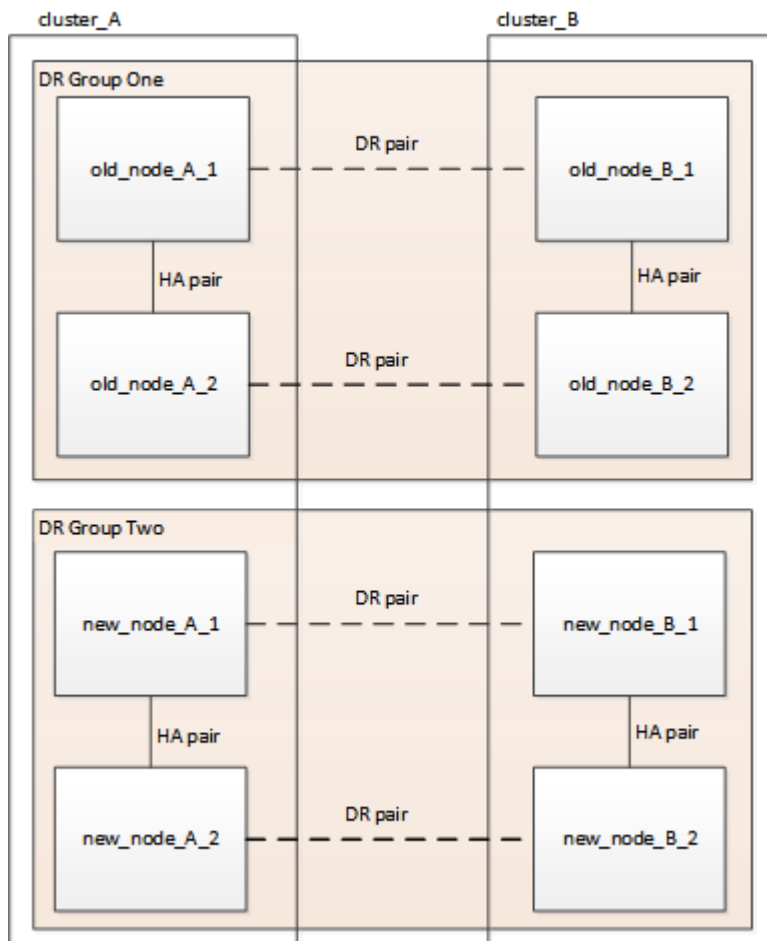 cluster_A
cluster_B
DR Group One
old_node_A_1
DR pair
old_node_B_1
HA pair
HA pair
old_node_A_2
DR pair
old_node_B_2
DR Group Two
new_node_A_1
DR pair
new_node_B_1
HA pair
HA pair
new_node_A_2
DR pair
new_node_B_2